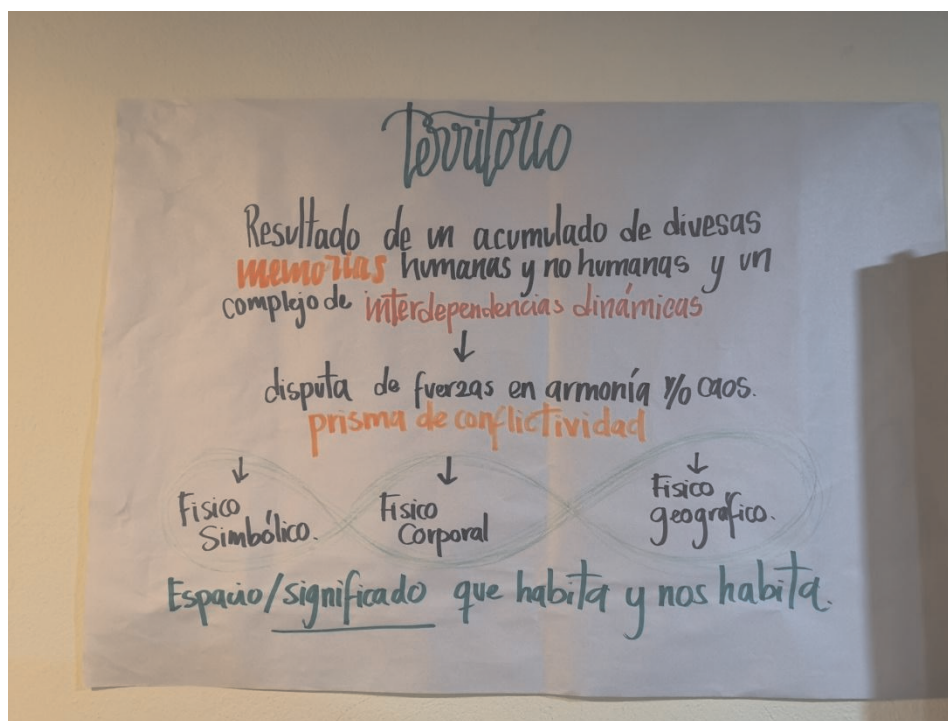 Territorio
Resultado de un acumulado de divesas
memorias humanas y no humanas y un
complejo de interdependencias dinámicas
↓
disputa de fuerzas en armonía y/o caos.
prisma de conflictividad
↓ ↓ ↓
Fisico Fisico Fisico
Simbólico. Corporal geografico.
Espacio/significado que habita y nos habita.